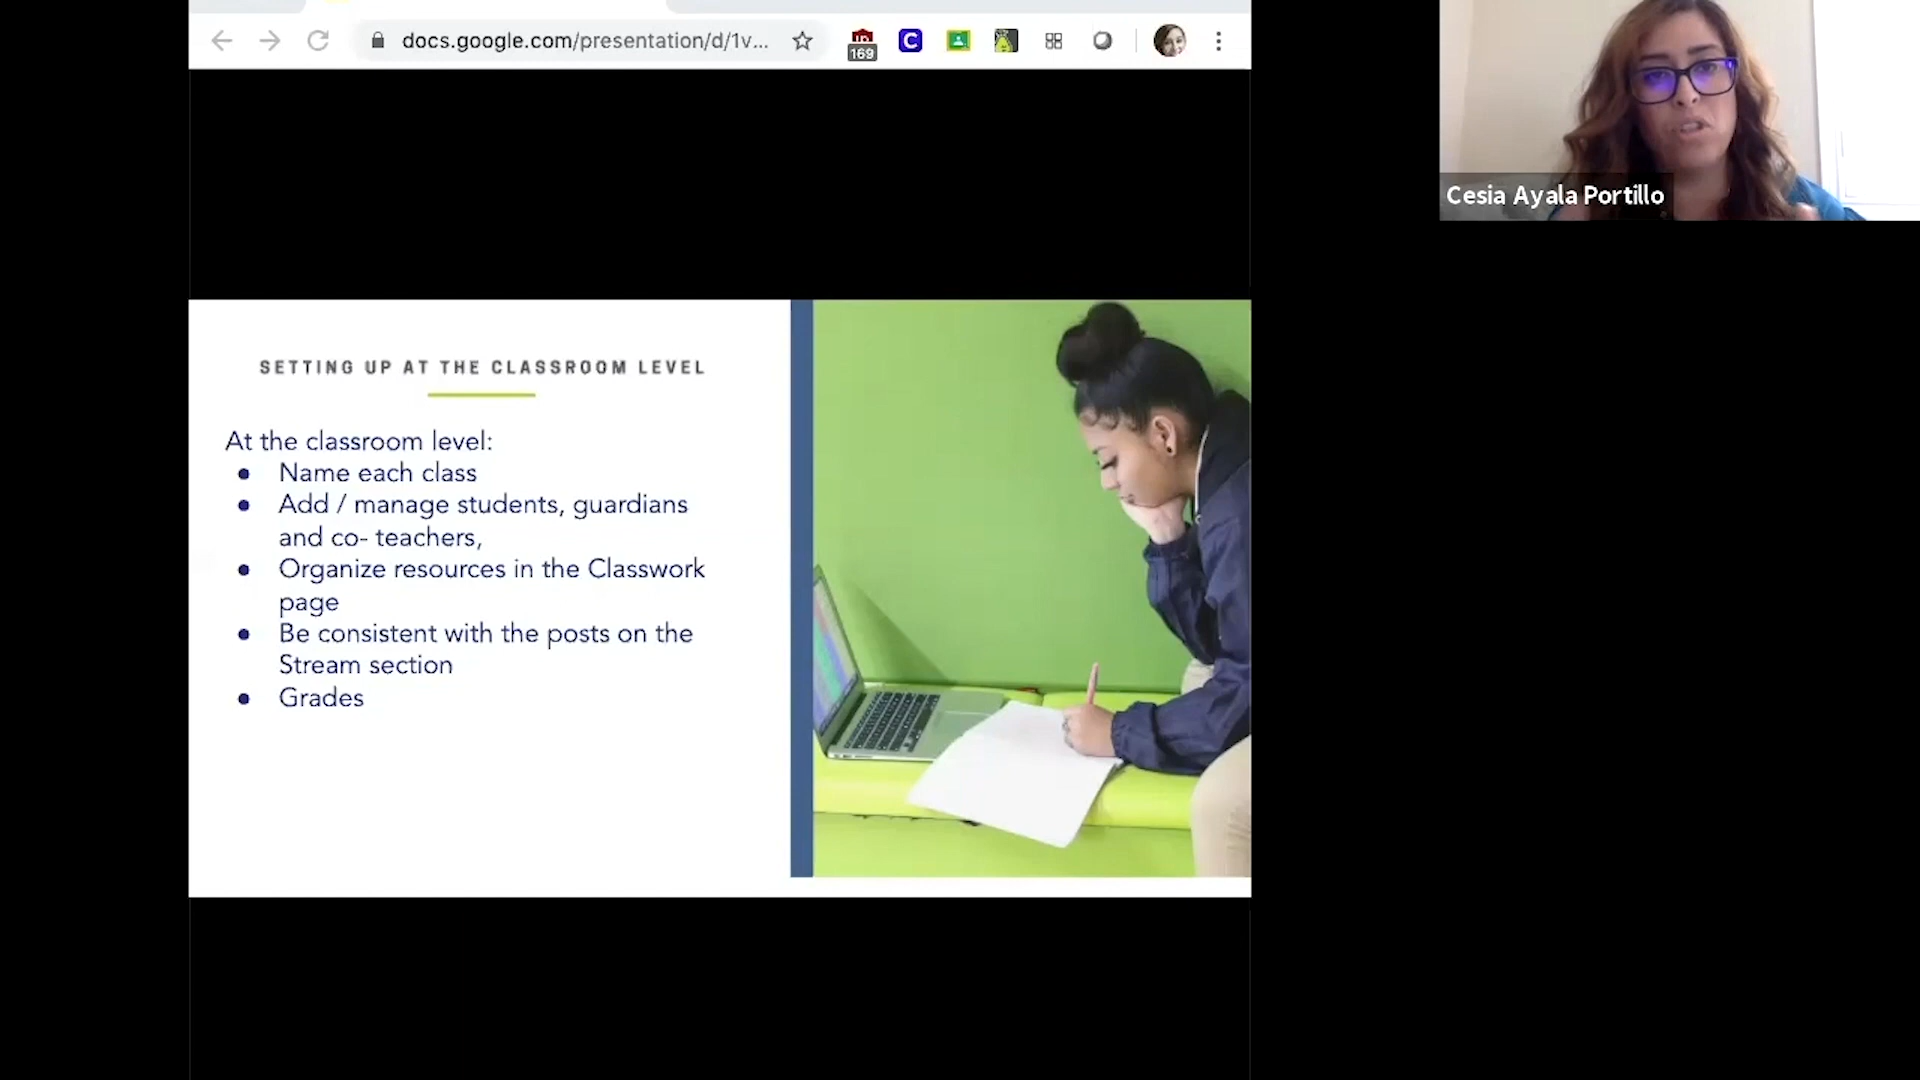 docs.google.com/presentation/d/1v...
169
C
Cesia Ayala Portillo
SETTING UP AT THE CLASSROOM LEVEL
At the classroom level:
● Name each class
● Add / manage students, guardians
and co- teachers,
● Organize resources in the Classwork
page
● Be consistent with the posts on the
Stream section
● Grades